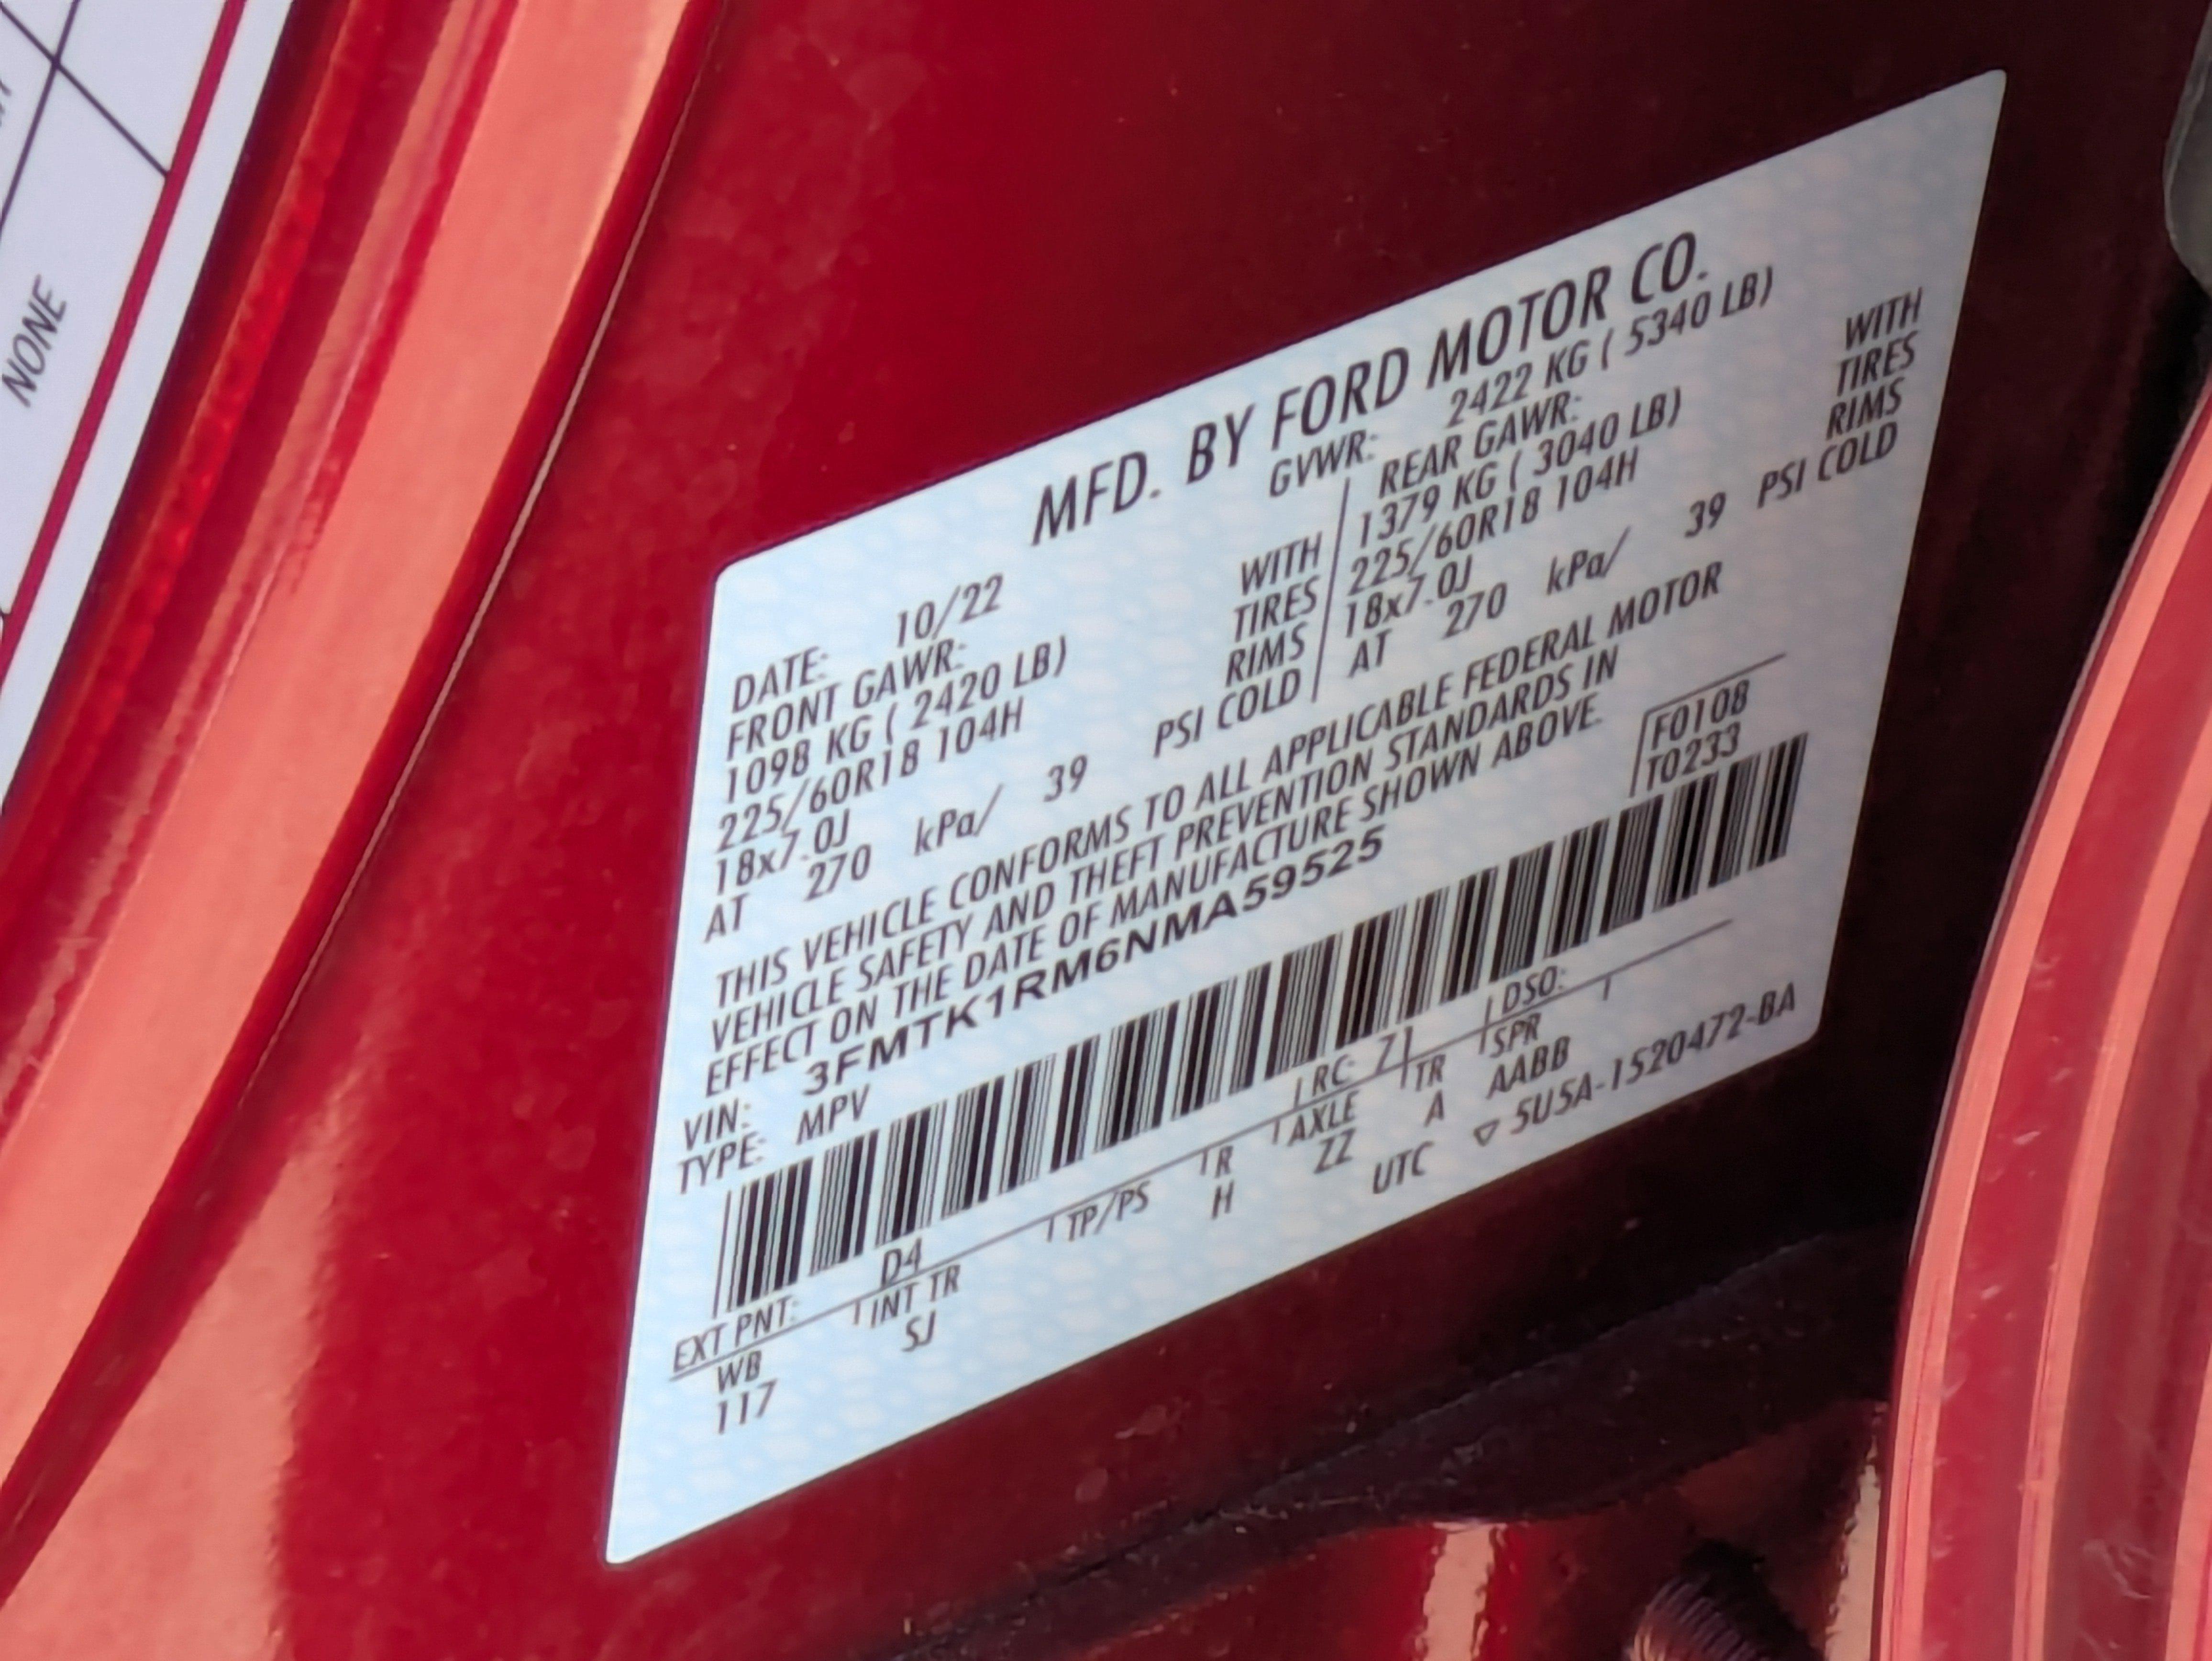 NONE
MFD. BY FORD MOTOR CO.
DATE: 10/22 GVWR: 2422 KG ( 5340 LB)
FRONT GAWR: REAR GAWR:
1098 KG ( 2420 LB) WITH 1379 KG ( 3040 LB) WITH
225/60R18 104H TIRES 225/60R18 104H TIRES
18x7.0J RIMS 18x7.0J RIMS
AT 270 kPa/ 39 PSI COLD AT 270 kPa/ 39 PSI COLD
THIS VEHICLE CONFORMS TO ALL APPLICABLE FEDERAL MOTOR
VEHICLE SAFETY AND THEFT PREVENTION STANDARDS IN
EFFECT ON THE DATE OF MANUFACTURE SHOWN ABOVE.
VIN: 3FMTK1RM6NMA59525 F0108
TYPE: MPV T0233
EXT PNT: D4 RC: 71 DSO:
WB INT TR TP/PS R AXLE TR SPR
117 SJ H ZZ A AABB
UTC ▽ 5U5A-1520472-BA